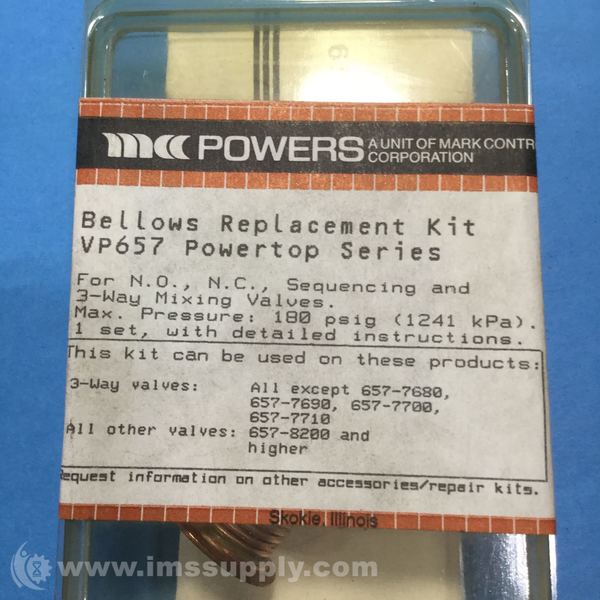 mcc POWERS A UNIT OF MARK CONTR
CORPORATION
Bellows Replacement Kit
VP657 Powertop Series
For N.O., N.C., Sequencing and
3-Way Mixing Valves.
Max. Pressure: 180 psig (1241 kPa).
1 set, with detailed instructions.
This kit can be used on these products:
3-Way valves: All except 657-7680,
657-7690, 657-7700,
657-7710
All other valves: 657-8200 and
higher
Request information on other accessories/repair kits.
Skokie, Illinois
www.imssupply.com